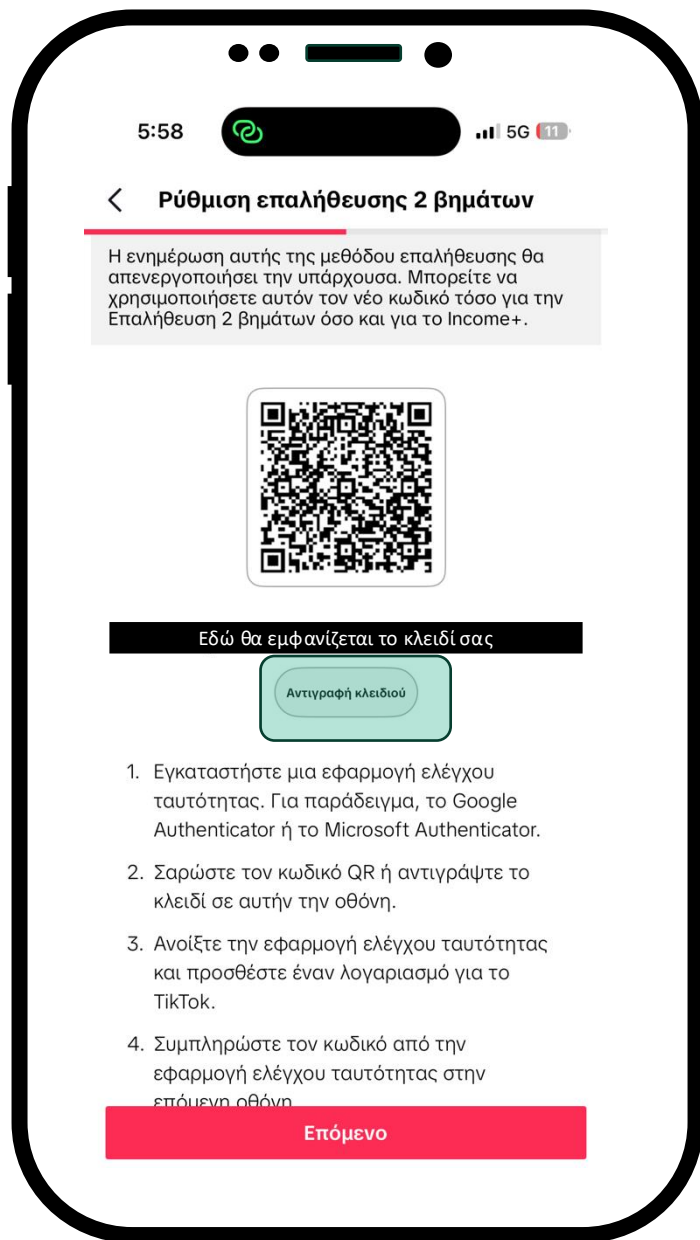 5:58
5G 11
Ρύθμιση επαλήθευσης 2 βημάτων
Η ενημέρωση αυτής της μεθόδου επαλήθευσης θα
απενεργοποιήσει την υπάρχουσα. Μπορείτε να
χρησιμοποιήσετε αυτόν τον νέο κωδικό τόσο για την
Επαλήθευση 2 βημάτων όσο και για το Income+.
Εδώ θα εμφανίζεται το κλειδί σας
Αντιγραφή κλειδιού
1. Εγκαταστήστε μια εφαρμογή ελέγχου
ταυτότητας. Για παράδειγμα, το Google
Authenticator ή το Microsoft Authenticator.
2. Σαρώστε τον κωδικό QR ή αντιγράψτε το
κλειδί σε αυτήν την οθόνη.
3. Ανοίξτε την εφαρμογή ελέγχου ταυτότητας
και προσθέστε έναν λογαριασμό για το
TikTok.
4. Συμπληρώστε τον κωδικό από την
εφαρμογή ελέγχου ταυτότητας στην
επόμενη οθόνη
Επόμενο